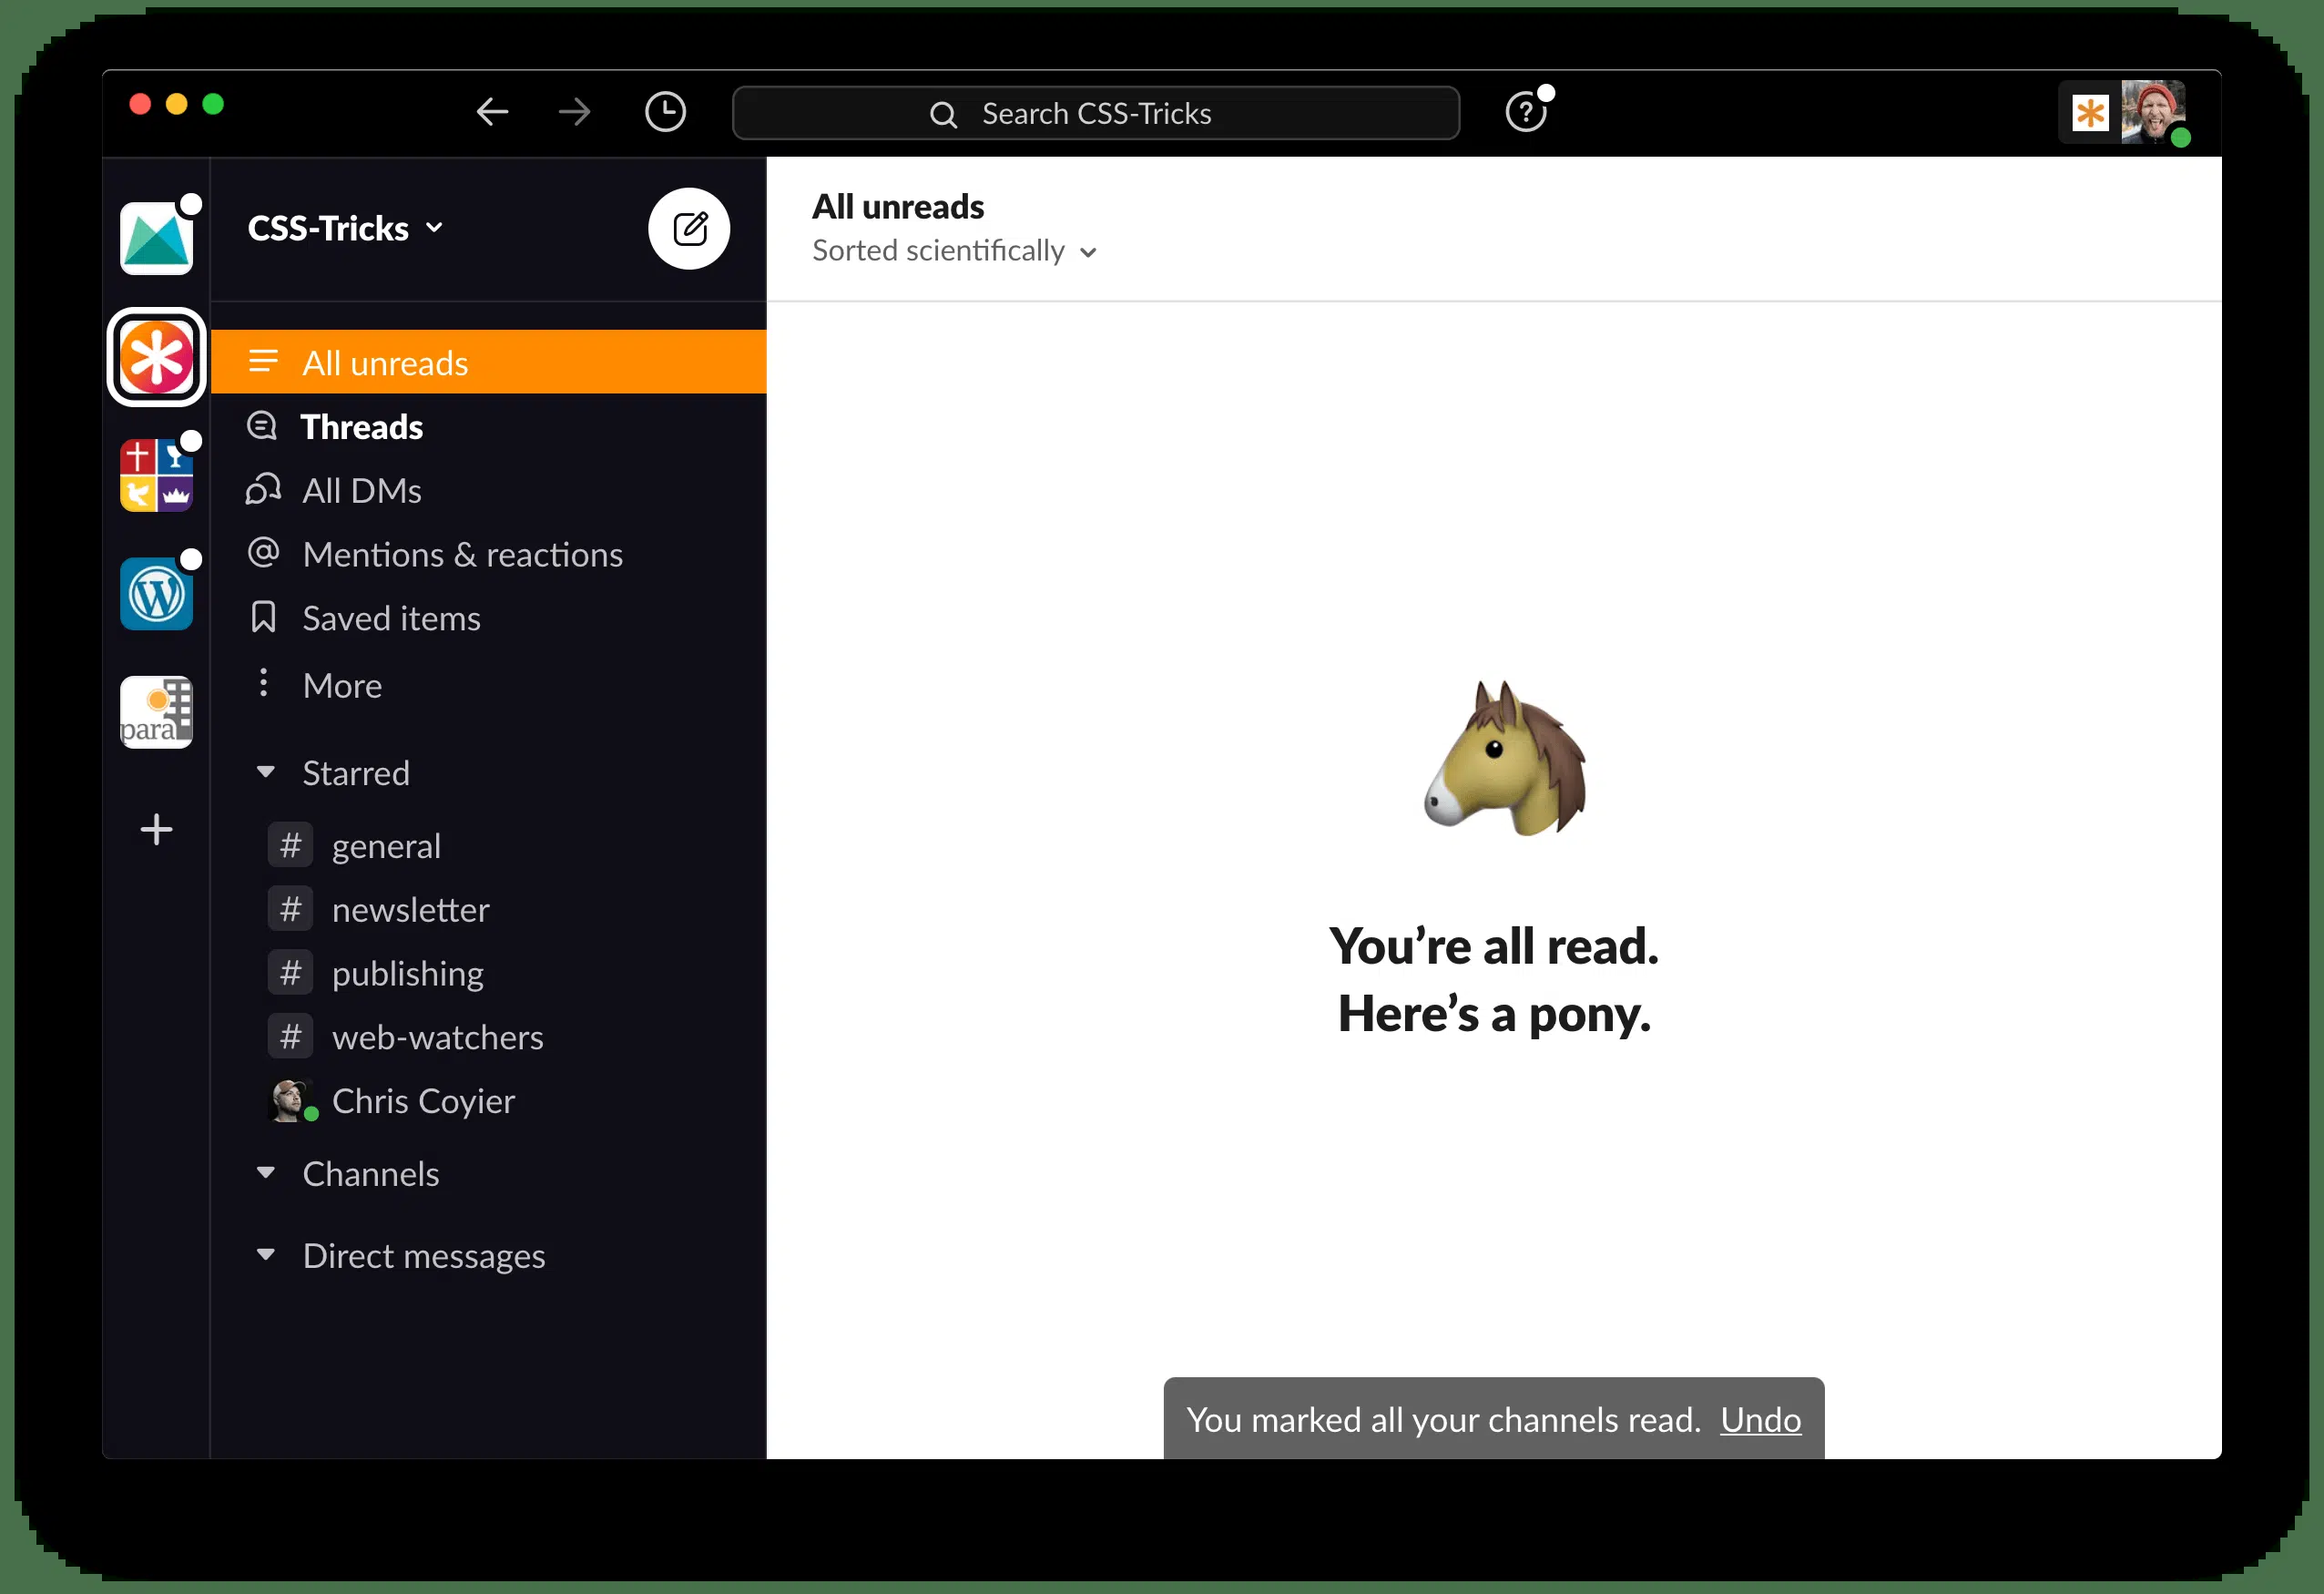 Search CSS-Tricks
CSS-Tricks
All unreads
Threads
All DMs
Mentions & reactions
Saved items
More
Starred
# general
# newsletter
# publishing
# web-watchers
Chris Coyier
Channels
Direct messages
para
All unreads
Sorted scientifically
You’re all read.
Here’s a pony.
You marked all your channels read. Undo